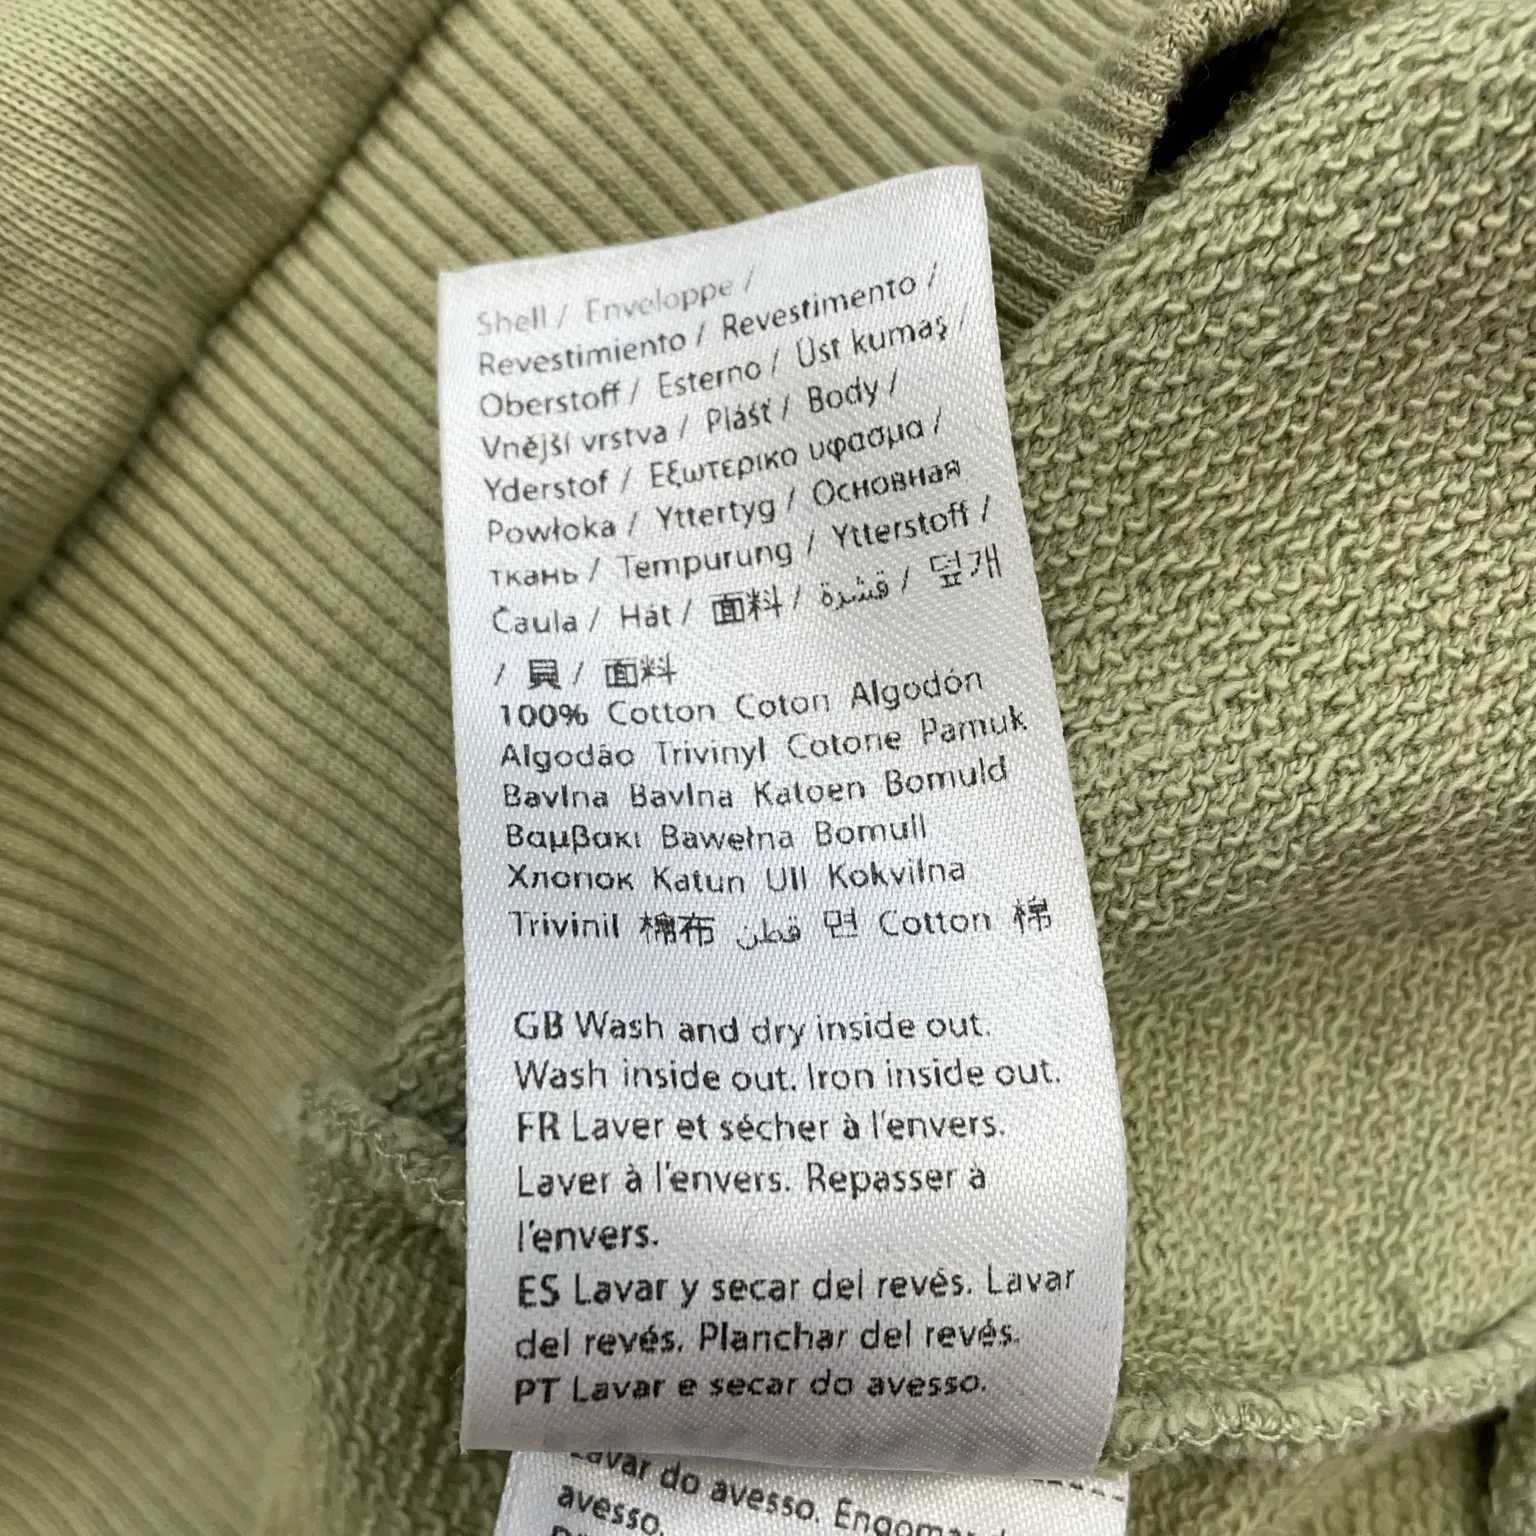 Shell / Enveloppe /
Revestimiento / Revestimento /
Oberstoff / Esterno / Üst kumaş /
Vnější vrstva / Plášť / Body /
Yderstof / Εξωτερικο υφασμα /
Powłoka / Yttertyg / Основная
ткань / Tempurung / Ytterstoff /
Čaula / Hát / 面料 / قشرة / 덮개
/ 貝 / 面料
100% Cotton Coton Algodón
Algodão Trivinyl Cotone Pamuk
Bavlna Bavlna Katoen Bomuld
Βαμβακι Bawełna Bomull
Хлопок Katun Ull Kokvilna
Trivinil 棉布 قطن 면 Cotton 棉
GB Wash and dry inside out.
Wash inside out. Iron inside out.
FR Laver et sécher à l'envers.
Laver à l'envers. Repasser à
l'envers.
ES Lavar y secar del revés. Lavar
del revés. Planchar del revés.
PT Lavar e secar do avesso.
Lavar do avesso. Engomar
avesso.